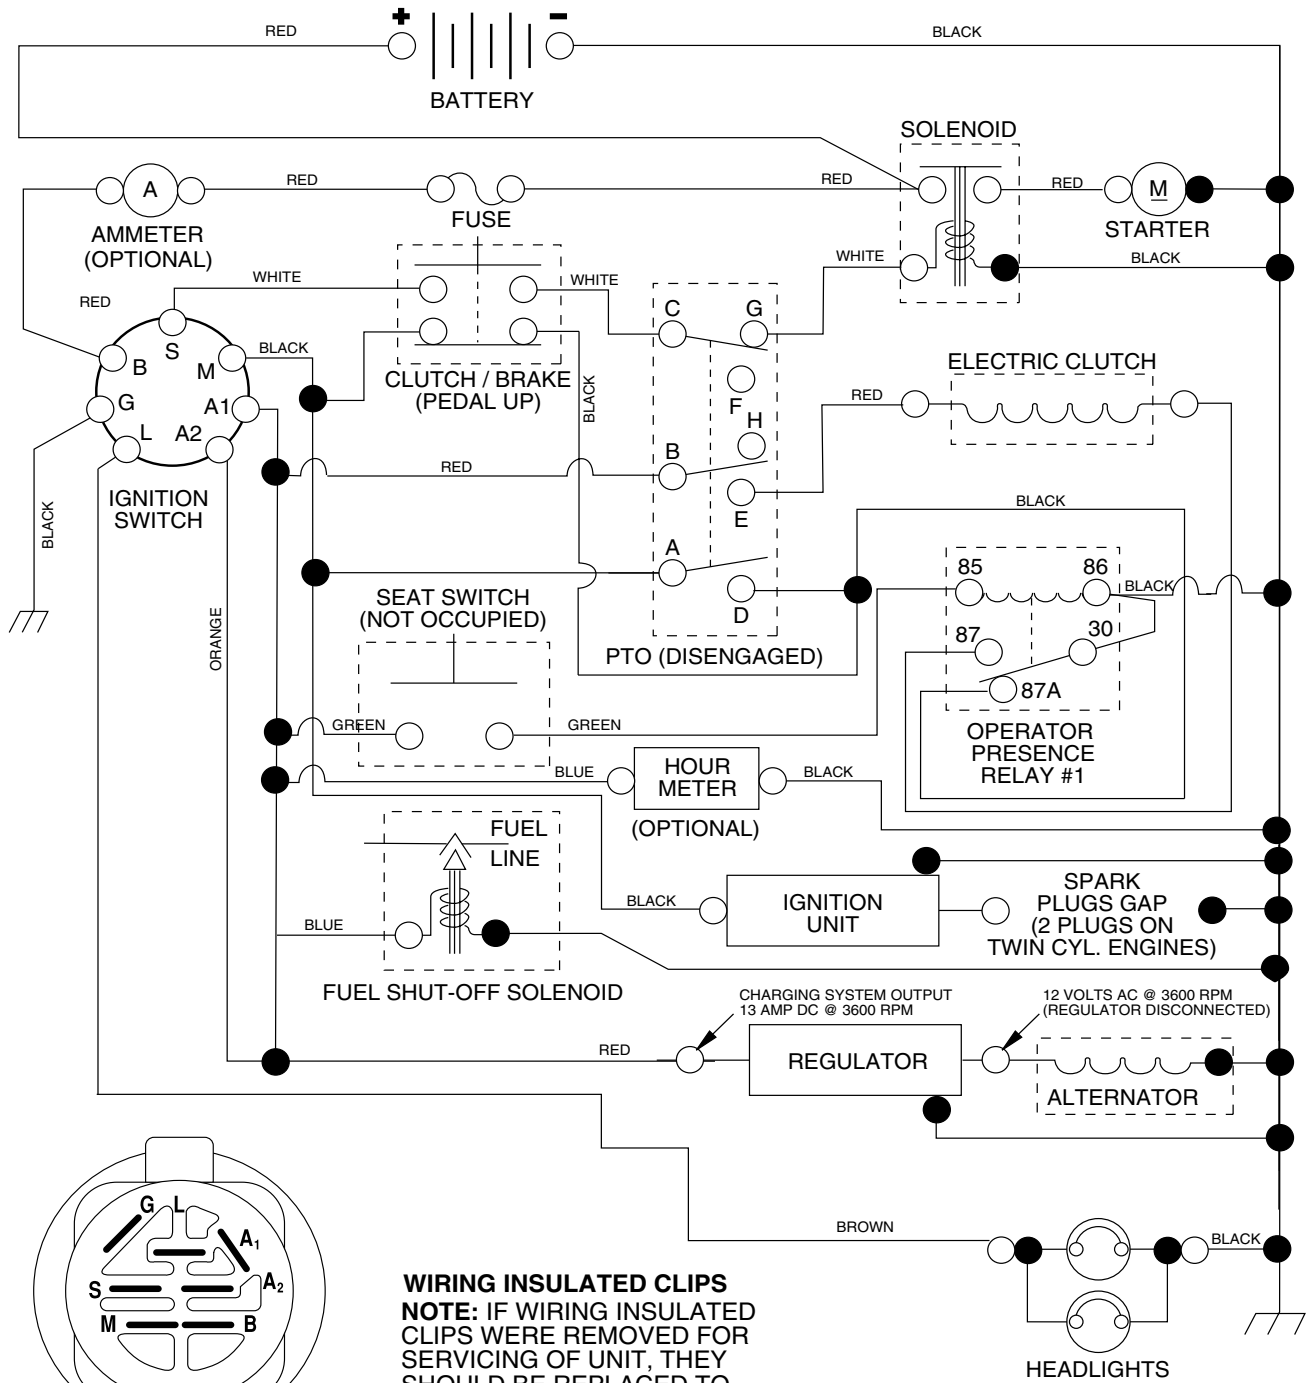 + -
RED
BLACK
BATTERY
SOLENOID
A
RED
FUSE
RED
RED
M
STARTER
AMMETER
(OPTIONAL)
RED
WHITE
WHITE
WHITE
BLACK
S
B
M
G
A1
L
A2
BLACK
IGNITION
SWITCH
BLACK
CLUTCH / BRAKE
(PEDAL UP)
BLACK
C
G
F
H
B
E
A
D
PTO (DISENGAGED)
RED
RED
ELECTRIC CLUTCH
BLACK
85
86
BLACK
87
30
87A
OPERATOR
PRESENCE
RELAY #1
ORANGE
SEAT SWITCH
(NOT OCCUPIED)
GREEN
GREEN
BLUE
HOUR
METER
BLACK
(OPTIONAL)
FUEL
LINE
BLUE
FUEL SHUT-OFF SOLENOID
BLACK
IGNITION
UNIT
SPARK
PLUGS GAP
(2 PLUGS ON
TWIN CYL. ENGINES)
CHARGING SYSTEM OUTPUT
13 AMP DC @ 3600 RPM
12 VOLTS AC @ 3600 RPM
(REGULATOR DISCONNECTED)
RED
REGULATOR
ALTERNATOR
BROWN
BLACK
HEADLIGHTS
G L
A1
S
A2
M
B
WIRING INSULATED CLIPS
NOTE: IF WIRING INSULATED
CLIPS WERE REMOVED FOR
SERVICING OF UNIT, THEY
SHOULD BE REPLACED TO